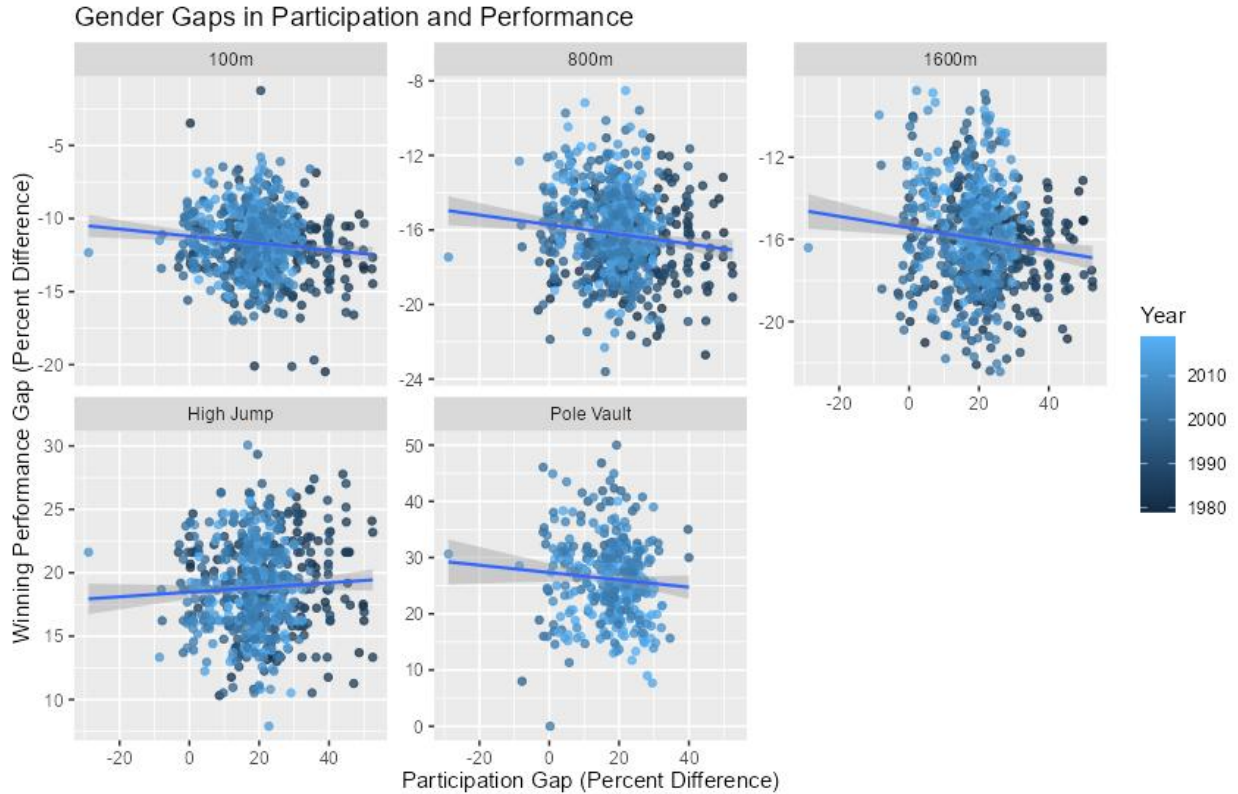 Gender Gaps in Participation and Performance
100m
800m
1600m
-5
-10
-15
-20
-8
-12
-16
-20
-24
-12
-16
-20
-20 0 20 40
High Jump
Pole Vault
30
25
20
15
10
50
40
30
20
10
0
-20 0 20 40
-20 0 20 40
Winning Performance Gap (Percent Difference)
Participation Gap (Percent Difference)
Year
2010
2000
1990
1980